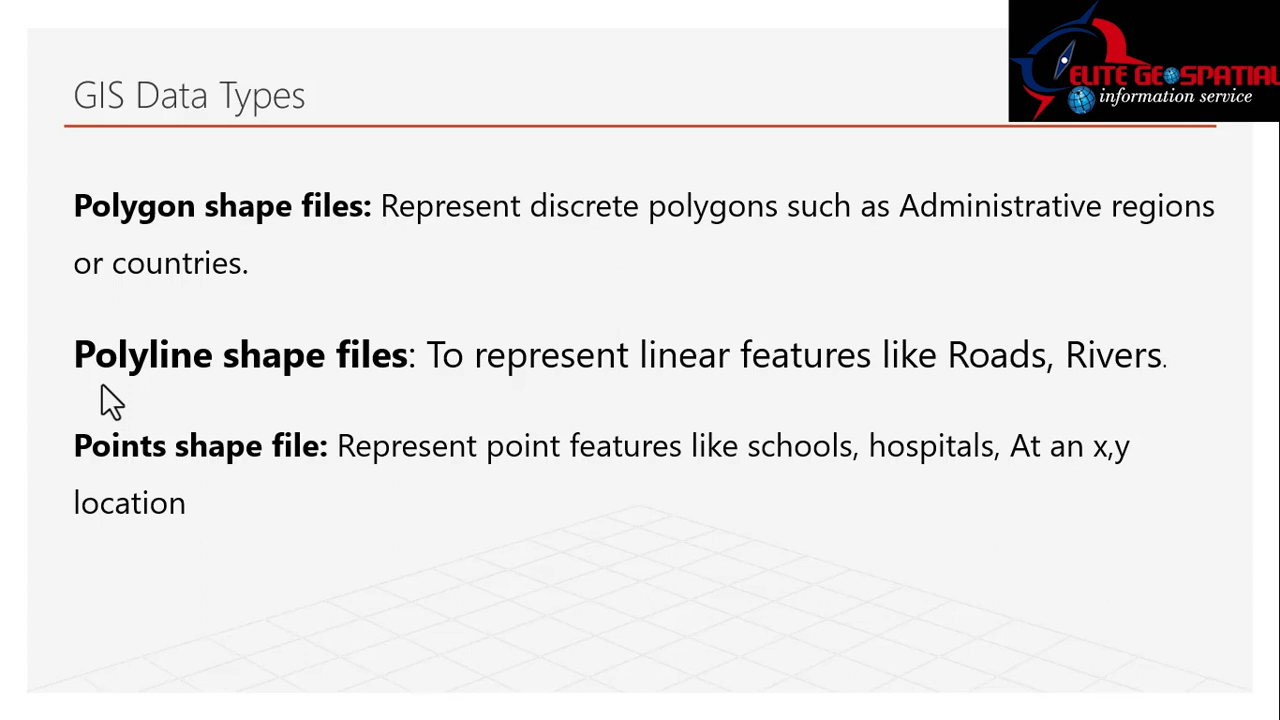 ELITE GEOSPATIAL
information service
GIS Data Types
Polygon shape files: Represent discrete polygons such as Administrative regions
or countries.
Polyline shape files: To represent linear features like Roads, Rivers.
Points shape file: Represent point features like schools, hospitals, At an x,y
location